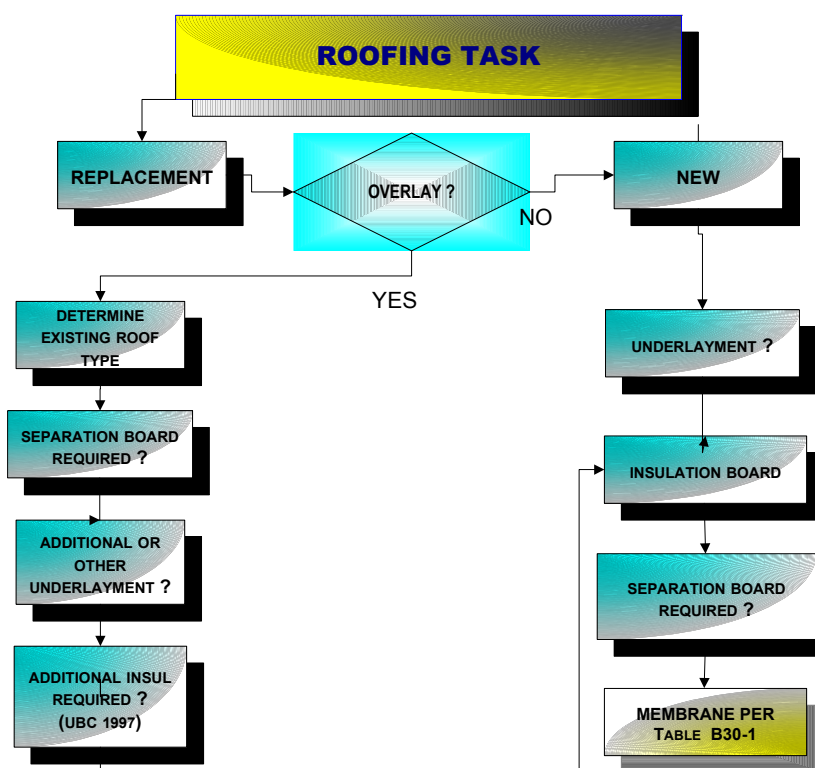 ROOFING TASK
REPLACEMENT
OVERLAY ?
NEW
NO
YES
DETERMINE
EXISTING ROOF
TYPE
UNDERLAYMENT ?
SEPARATION BOARD
REQUIRED ?
INSULATION BOARD
ADDITIONAL OR
OTHER
UNDERLAYMENT ?
SEPARATION BOARD
REQUIRED ?
ADDITIONAL INSUL
REQUIRED ?
(UBC 1997)
MEMBRANE PER
TABLE B30-1